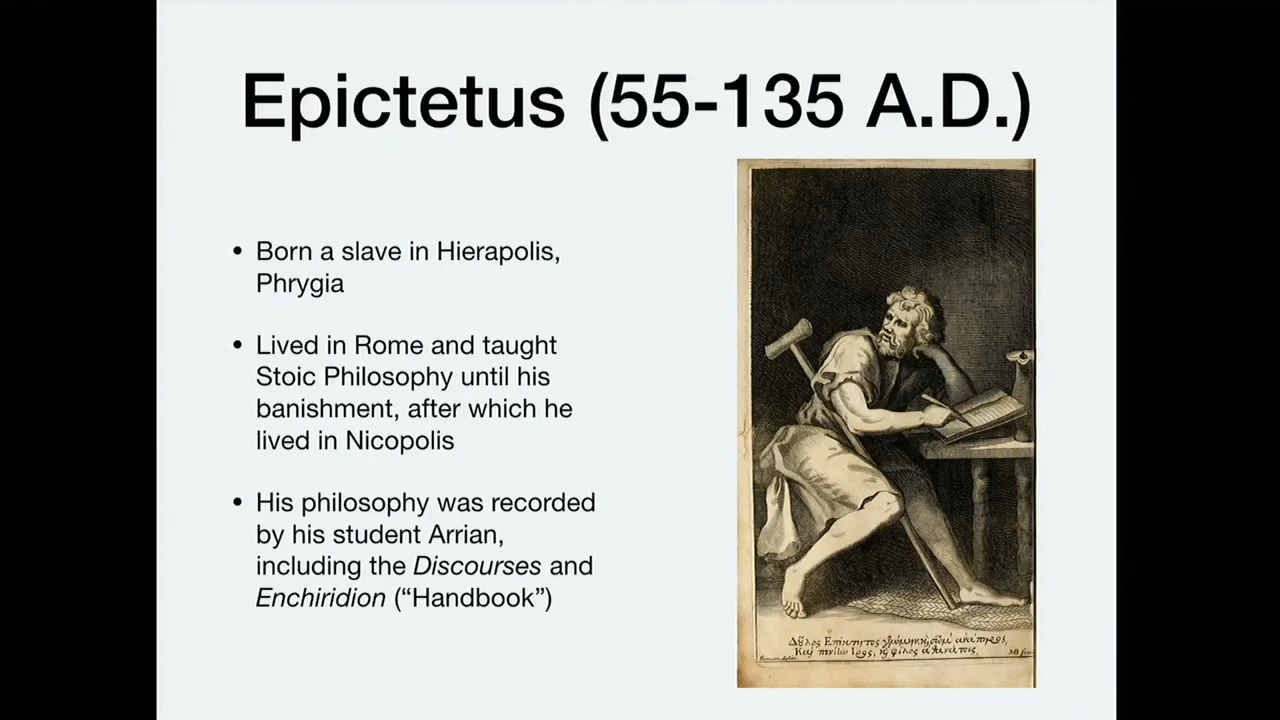 Epictetus (55-135 A.D.)
• Born a slave in Hierapolis,
Phrygia
• Lived in Rome and taught
Stoic Philosophy until his
banishment, after which he
lived in Nicopolis
• His philosophy was recorded
by his student Arrian,
including the Discourses and
Enchiridion (“Handbook”)
Δȣλος Επίκτητος